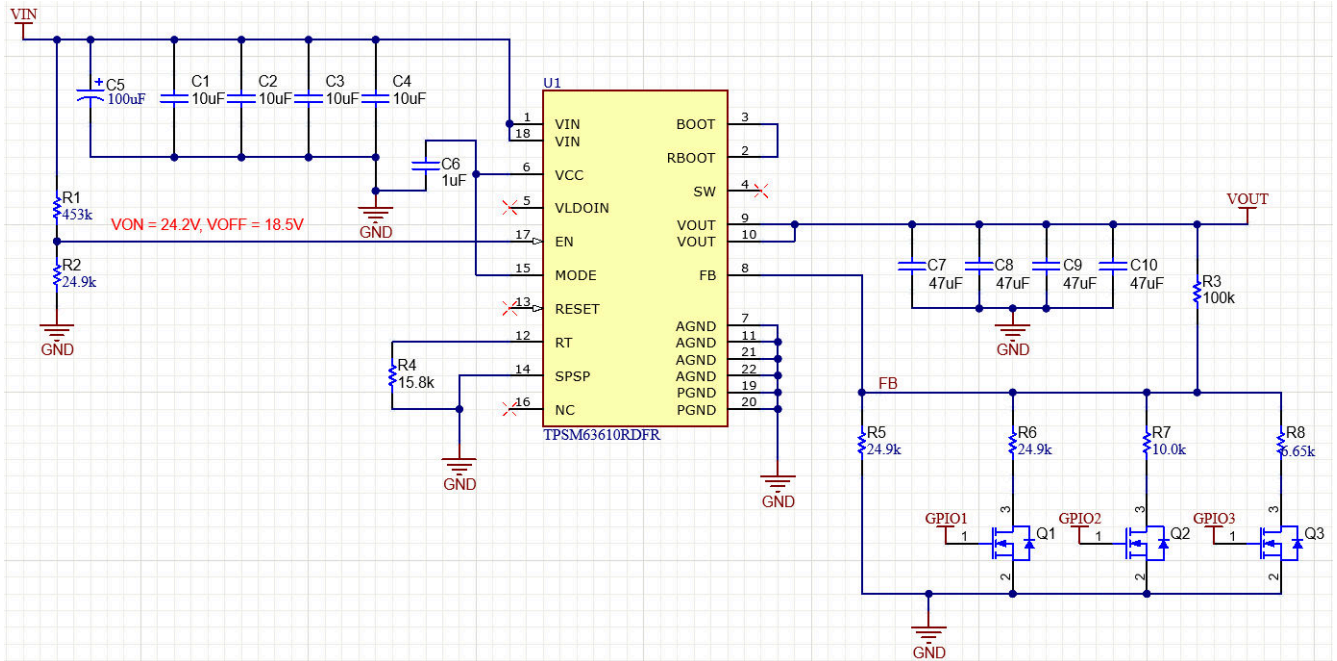 VIN
C5
100uF
C1
10uF
C2
10uF
C3
10uF
C4
10uF
C6
1uF
GND
R1
453k
VON = 24.2V, VOFF = 18.5V
R2
24.9k
GND
U1
1 VIN
18 VIN
6 VCC
5 VLDOIN
17 EN
15 MODE
13 RESET
12 RT
14 SPSP
16 NC
BOOT 3
RBOOT 2
SW 4
VOUT 9
VOUT 10
FB 8
AGND 7
AGND 11
AGND 21
AGND 22
PGND 19
PGND 20
TPSM63610RDFR
R4
15.8k
GND
GND
VOUT
C7
47uF
C8
47uF
C9
47uF
C10
47uF
GND
R3
100k
FB
R5
24.9k
R6
24.9k
R7
10.0k
R8
6.65k
GPIO1
1
3
2
Q1
GPIO2
1
3
2
Q2
GPIO3
1
3
2
Q3
GND